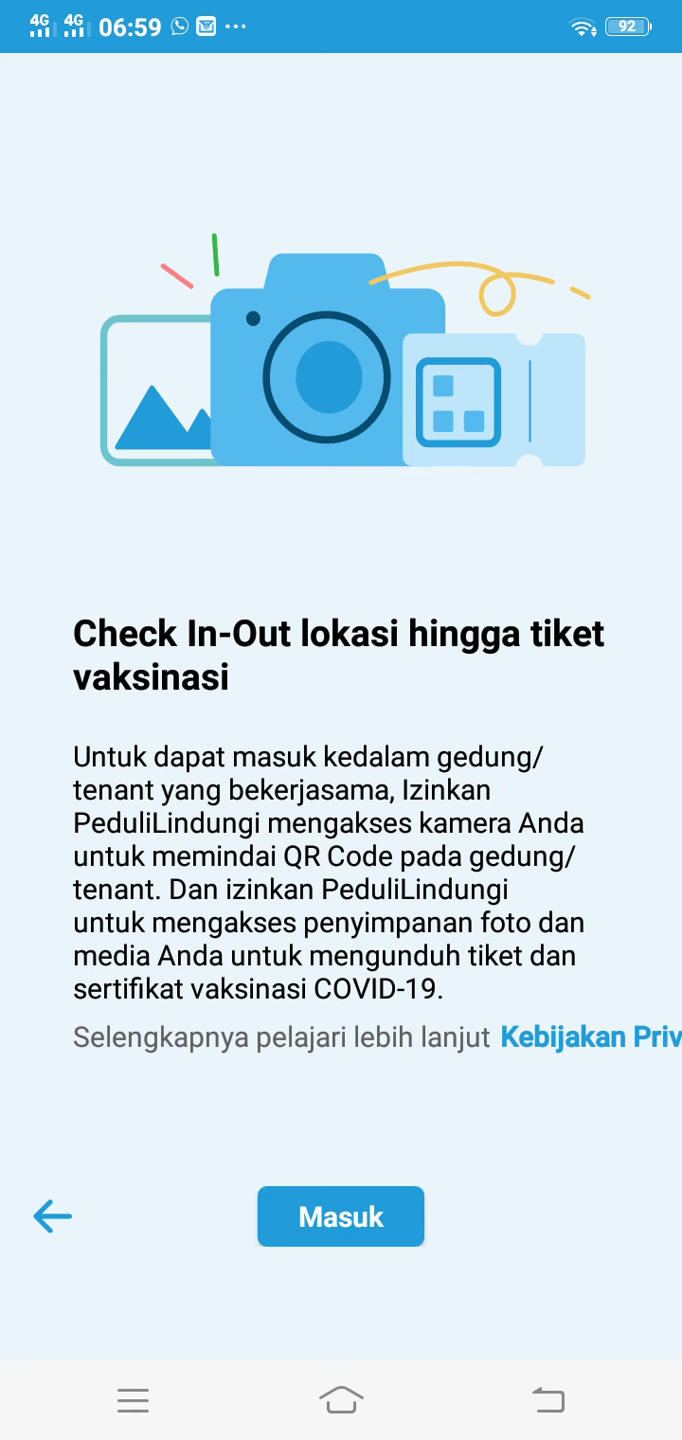 4G 4G 06:59 92
Check In-Out lokasi hingga tiket
vaksinasi
Untuk dapat masuk kedalam gedung/
tenant yang bekerjasama, Izinkan
PeduliLindungi mengakses kamera Anda
untuk memindai QR Code pada gedung/
tenant. Dan izinkan PeduliLindungi
untuk mengakses penyimpanan foto dan
media Anda untuk mengunduh tiket dan
sertifikat vaksinasi COVID-19.
Selengkapnya pelajari lebih lanjut Kebijakan Priv
Masuk